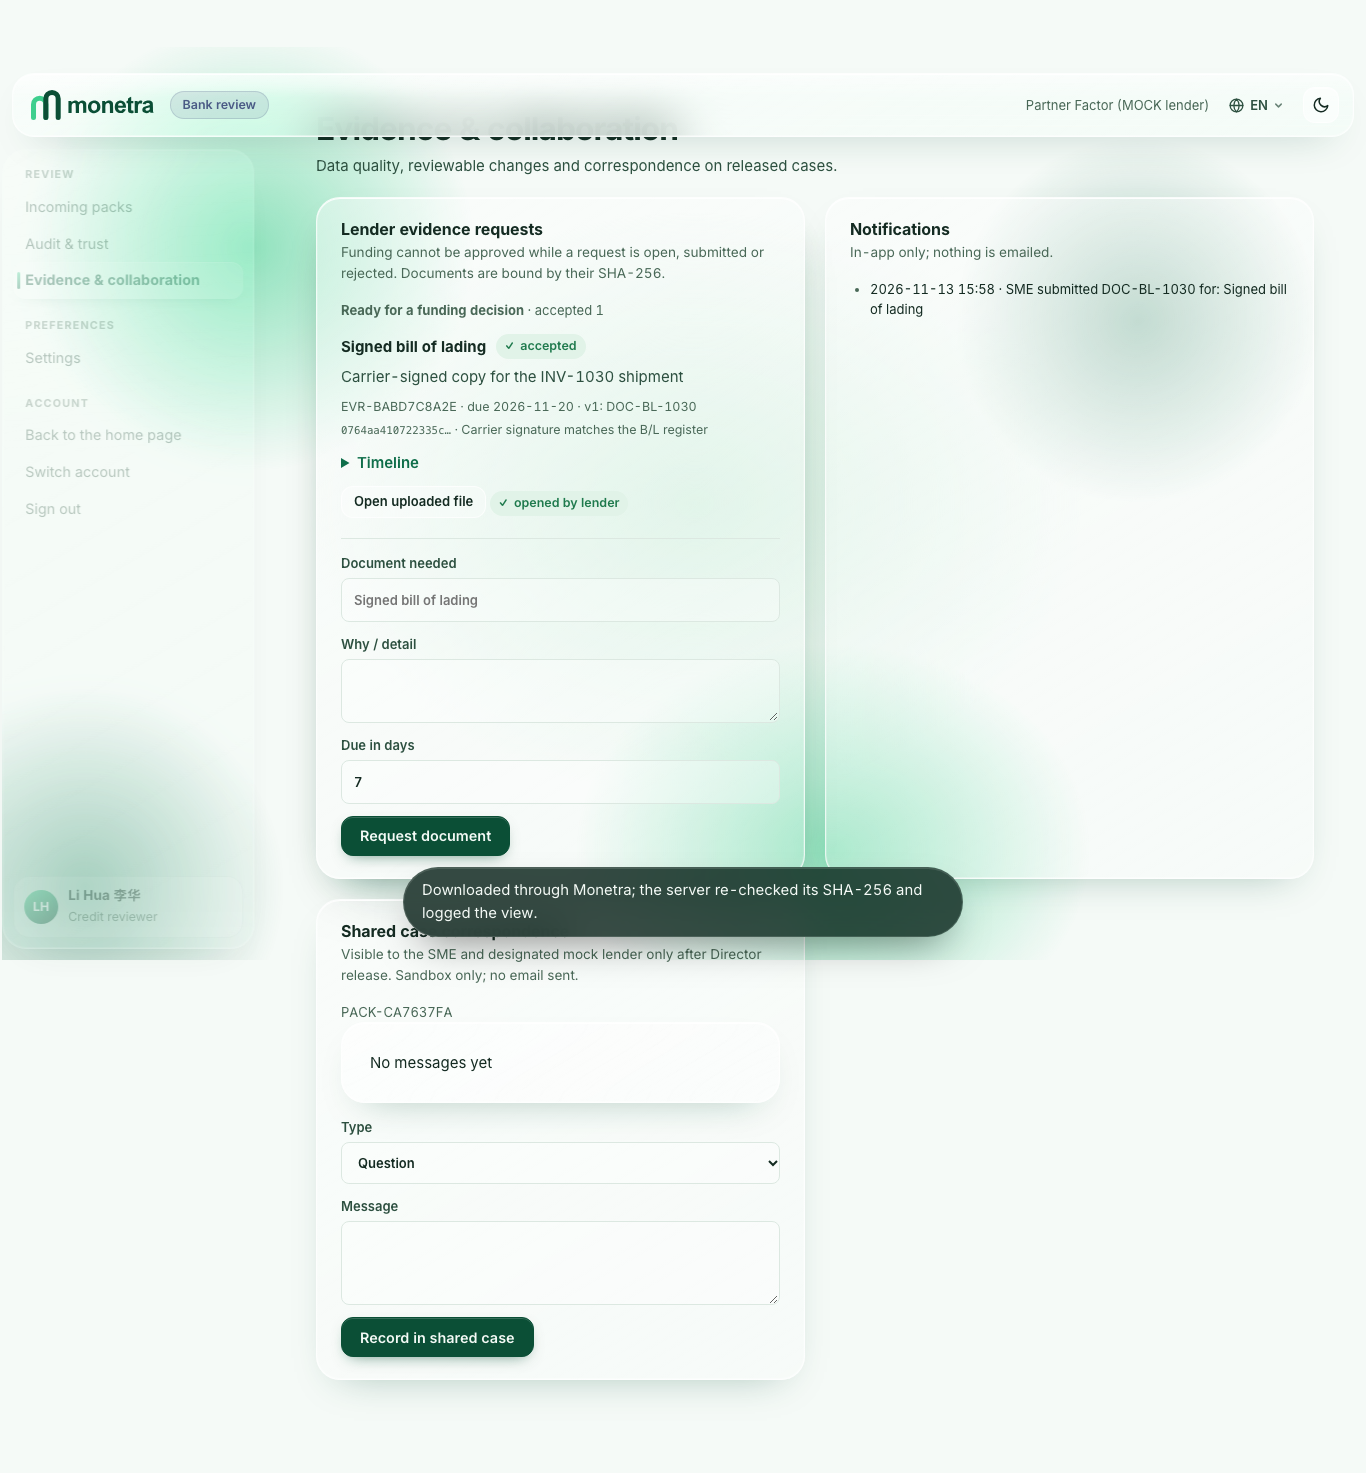 monetra
Bank review
Partner Factor (MOCK lender)
EN
REVIEW
Incoming packs
Audit & trust
Evidence & collaboration
PREFERENCES
Settings
ACCOUNT
Back to the home page
Switch account
Sign out
LH
Li Hua 李华
Credit reviewer
Evidence & collaboration
Data quality, reviewable changes and correspondence on released cases.
Lender evidence requests
Funding cannot be approved while a request is open, submitted or
rejected. Documents are bound by their SHA-256.
Ready for a funding decision · accepted 1
Signed bill of lading ✓ accepted
Carrier-signed copy for the INV-1030 shipment
EVR-BABD7C8A2E · due 2026-11-20 · v1: DOC-BL-1030
0764aa410722335c… · Carrier signature matches the B/L register
Timeline
Open uploaded file ✓ opened by lender
Document needed
Signed bill of lading
Why / detail
Due in days
7
Request document
Notifications
In-app only; nothing is emailed.
• 2026-11-13 15:58 · SME submitted DOC-BL-1030 for: Signed bill
of lading
Downloaded through Monetra; the server re-checked its SHA-256 and
logged the view.
Shared
Visible to the SME and designated mock lender only after Director
release. Sandbox only; no email sent.
PACK-CA7637FA
No messages yet
Type
Question
Message
Record in shared case